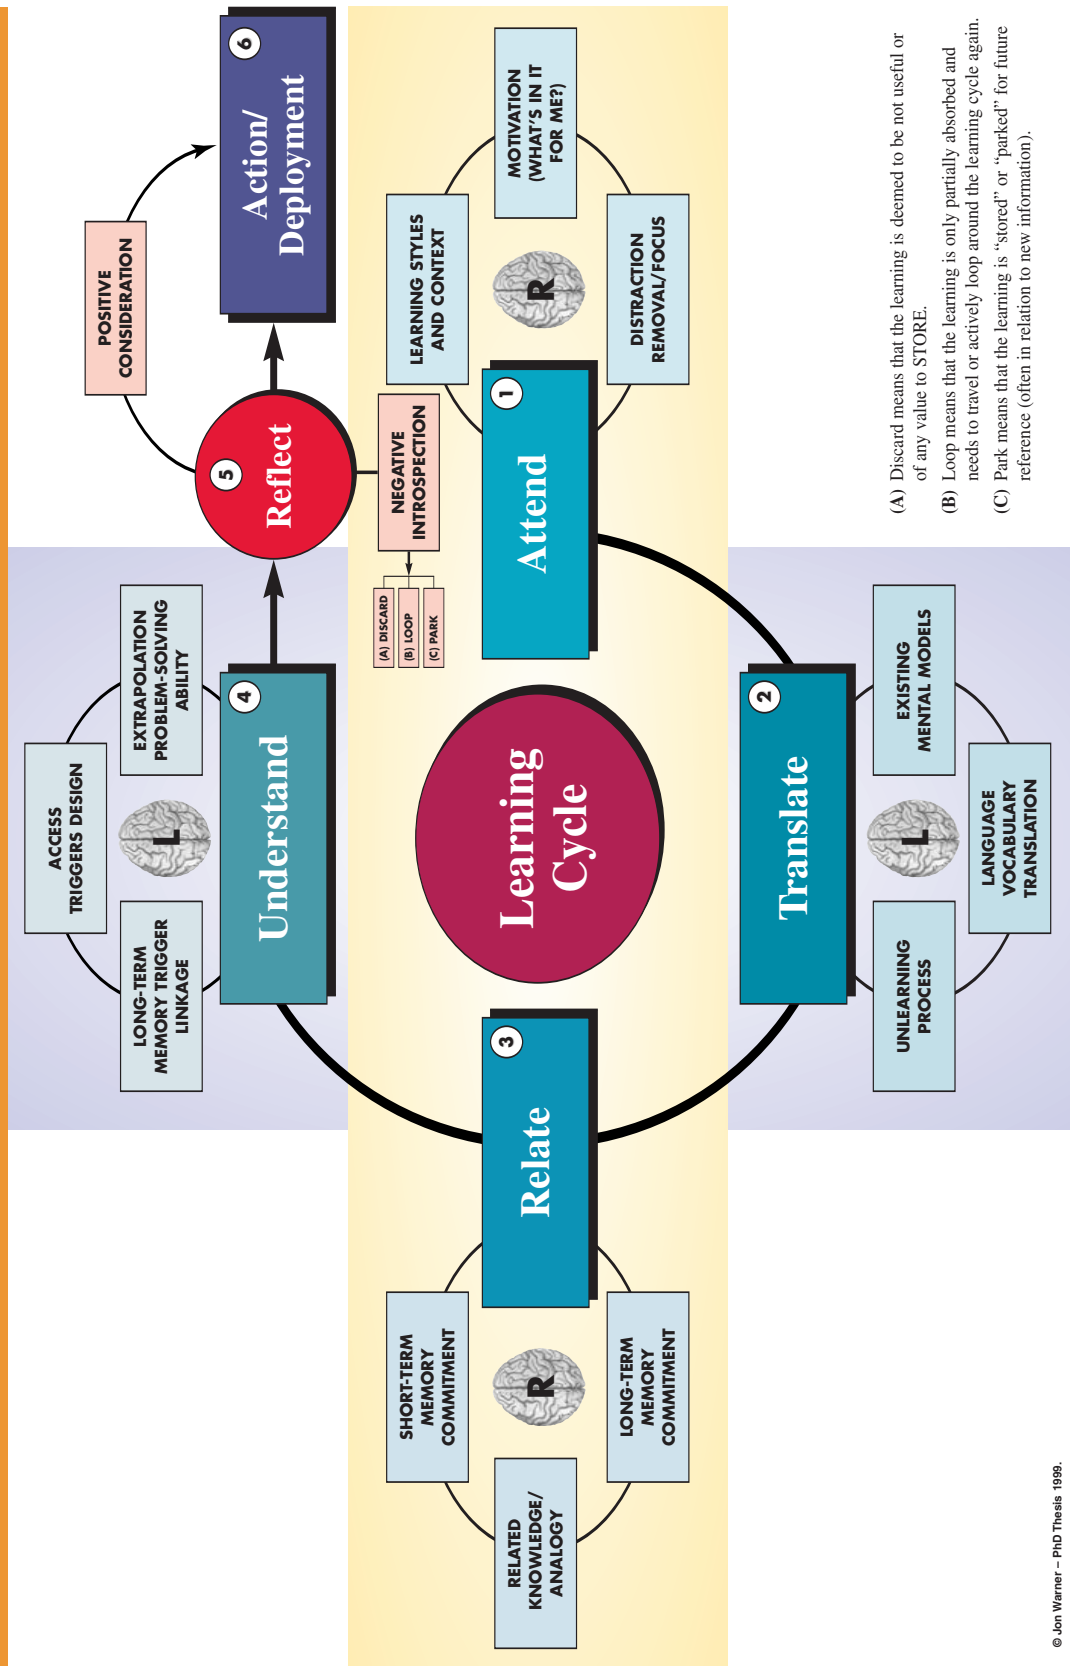 Learning
Cycle
1
Attend
LEARNING STYLES
AND CONTEXT
MOTIVATION
(WHAT'S IN IT
FOR ME?)
DISTRACTION
REMOVAL/FOCUS
R
2
Translate
EXISTING
MENTAL MODELS
LANGUAGE
VOCABULARY
TRANSLATION
UNLEARNING
PROCESS
L
3
Relate
SHORT-TERM
MEMORY
COMMITMENT
RELATED
KNOWLEDGE/
ANALOGY
LONG-TERM
MEMORY
COMMITMENT
R
4
Understand
LONG-TERM
MEMORY TRIGGER
LINKAGE
ACCESS
TRIGGERS DESIGN
EXTRAPOLATION
PROBLEM-SOLVING
ABILITY
L
5
Reflect
POSITIVE
CONSIDERATION
NEGATIVE
INTROSPECTION
(A) DISCARD
(B) LOOP
(C) PARK
6
Action/
Deployment
(A) Discard means that the learning is deemed to be not useful or
of any value to STORE.
(B) Loop means that the learning is only partially absorbed and
needs to travel or actively loop around the learning cycle again.
(C) Park means that the learning is “stored” or “parked” for future
reference (often in relation to new information).
© Jon Warner – PhD Thesis 1999.